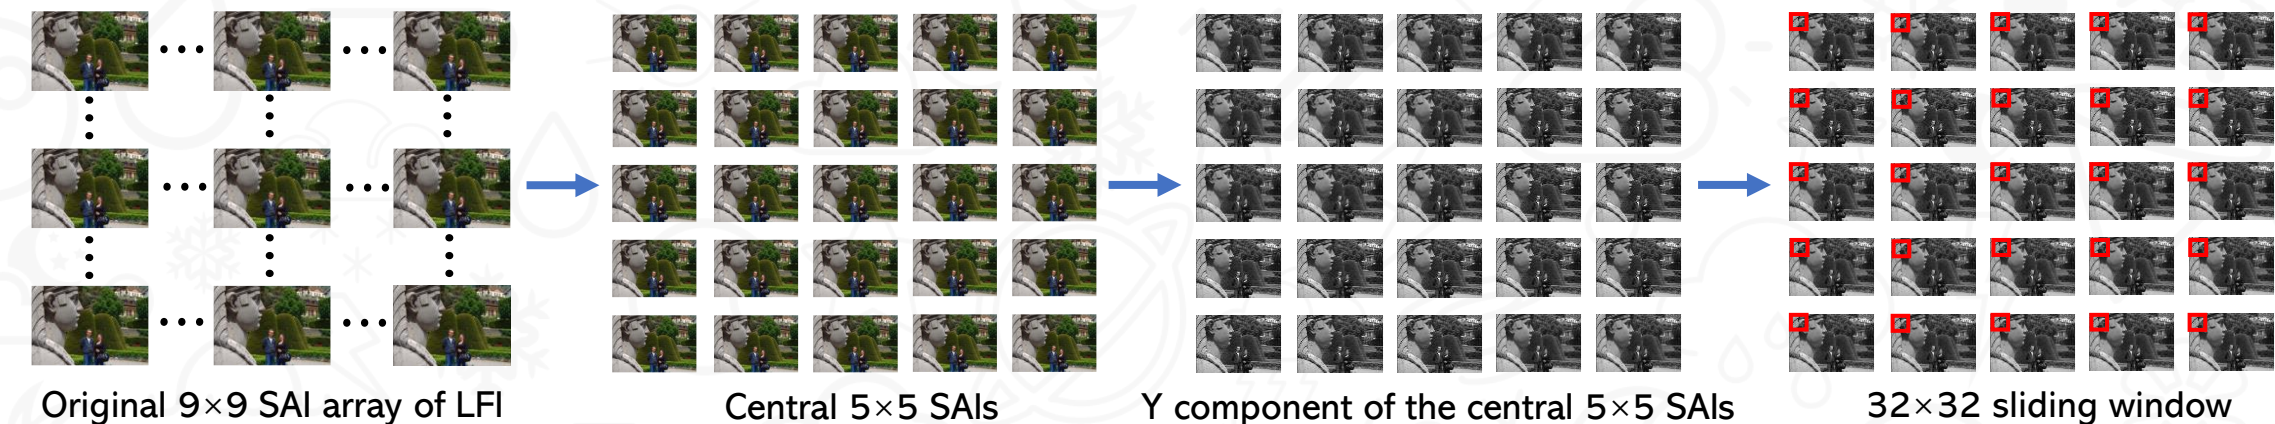 Original 9×9 SAI array of LFI
Central 5×5 SAIs
Y component of the central 5×5 SAIs
32×32 sliding window